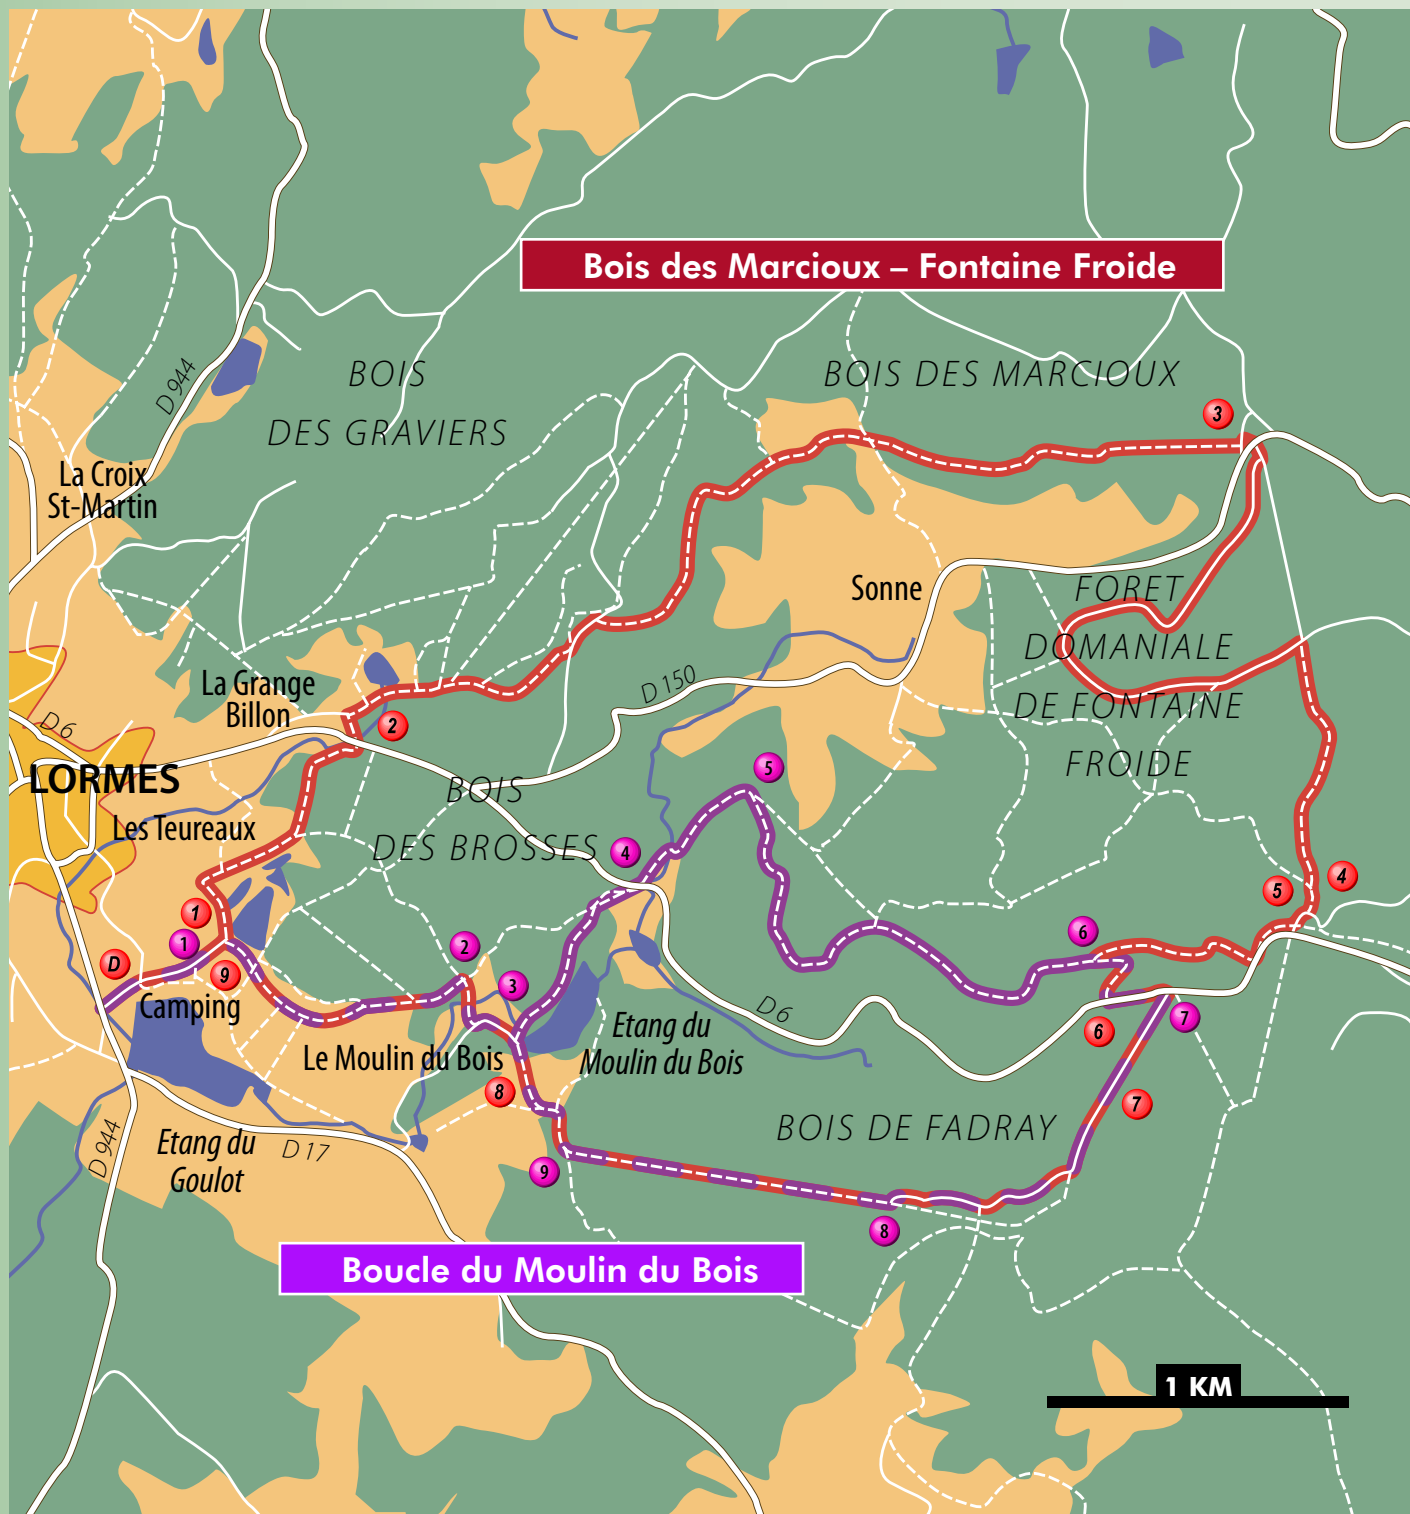 Bois des Marcioux – Fontaine Froide
BOIS
DES GRAVIERS
BOIS DES MARCIOUX
D 944
3
La Croix
St-Martin
Sonne
FORET
DOMANIALE
DE FONTAINE
FROIDE
La Grange
Billon
D 150
2
D 6
LORMES
5
BOIS
DES BROSSES
Les Teureaux
4
4
5
1
1
2
6
D
9
3
Camping
D 6
Etang du
Moulin du Bois
7
6
Le Moulin du Bois
8
7
BOIS DE FADRAY
D 944
Etang du
Goulot
D 17
9
8
Boucle du Moulin du Bois
1 KM